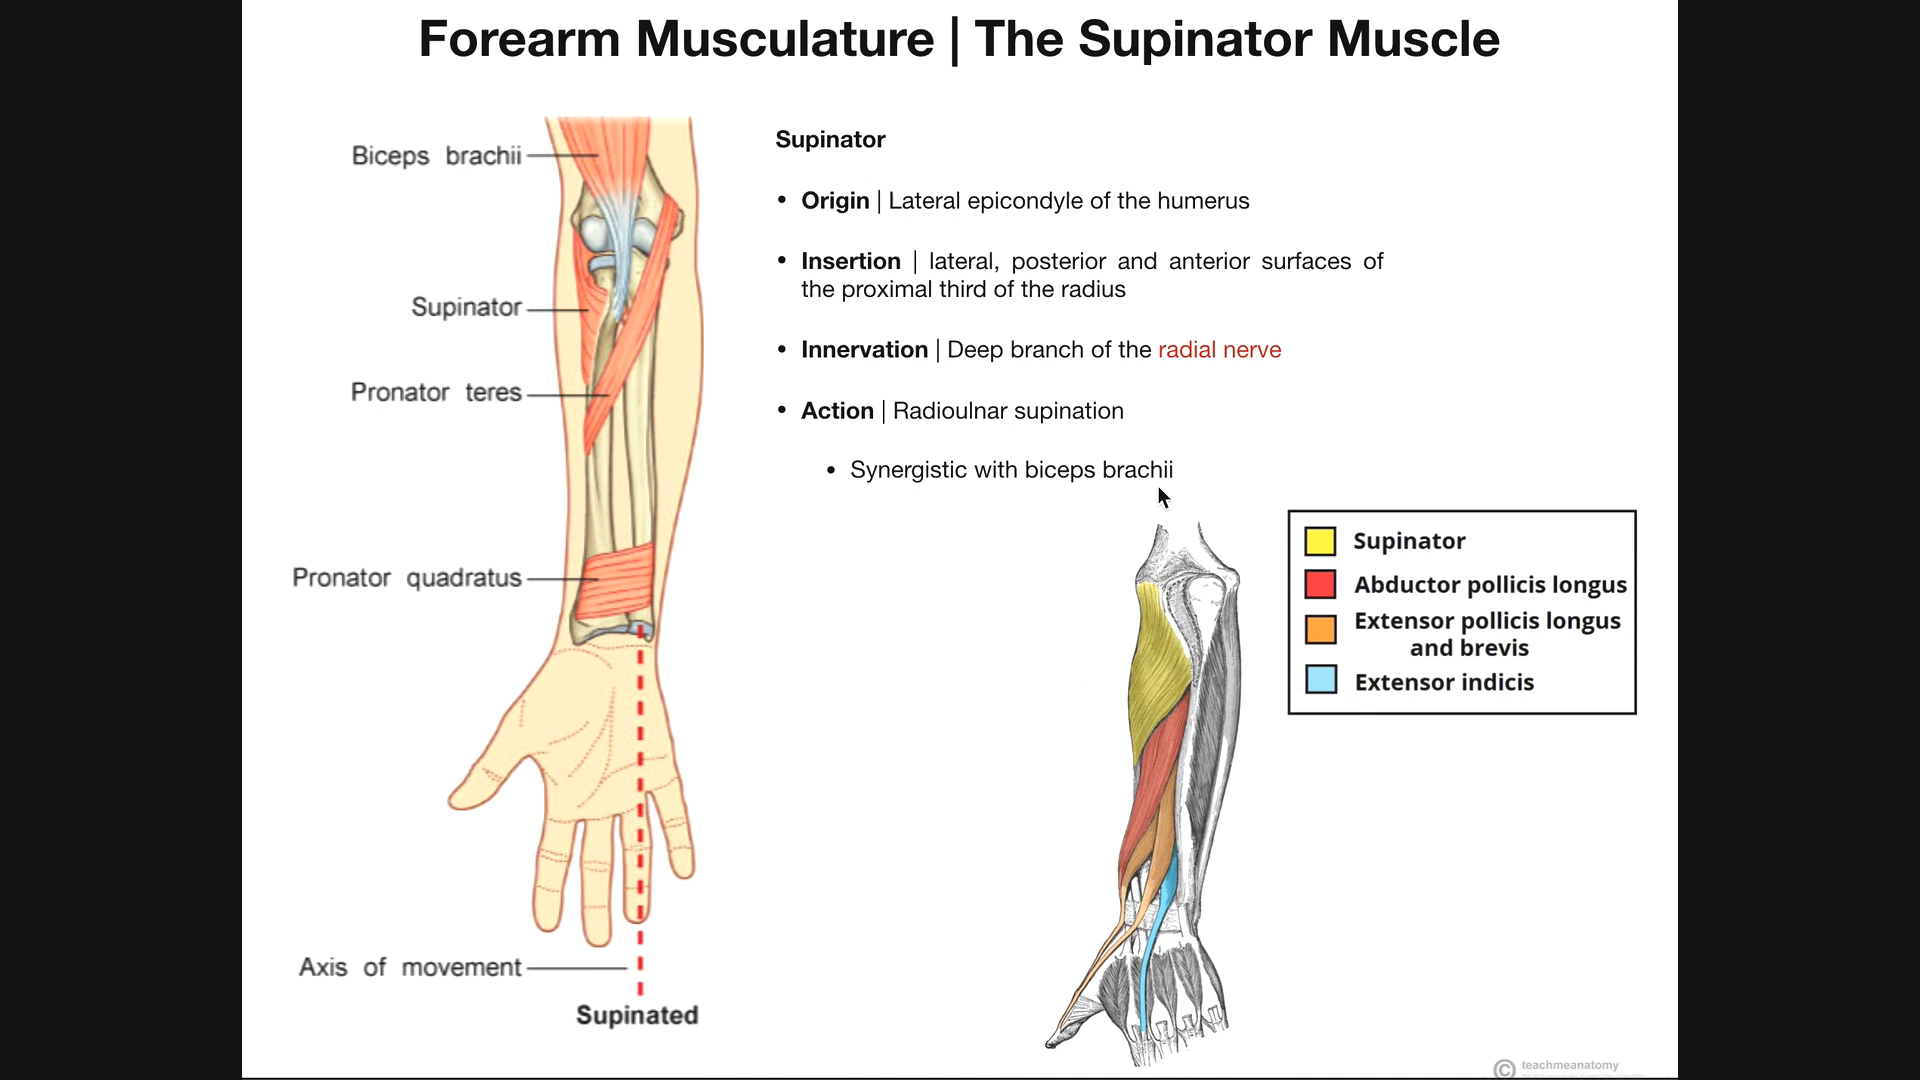 Forearm Musculature | The Supinator Muscle
Biceps brachii
Supinator
Pronator teres
Pronator quadratus
Axis of movement
Supinated
Supinator
• Origin | Lateral epicondyle of the humerus
• Insertion | lateral, posterior and anterior surfaces of
the proximal third of the radius
• Innervation | Deep branch of the radial nerve
• Action | Radioulnar supination
• Synergistic with biceps brachii
Supinator
Abductor pollicis longus
Extensor pollicis longus
and brevis
Extensor indicis
© teachmeanatomy